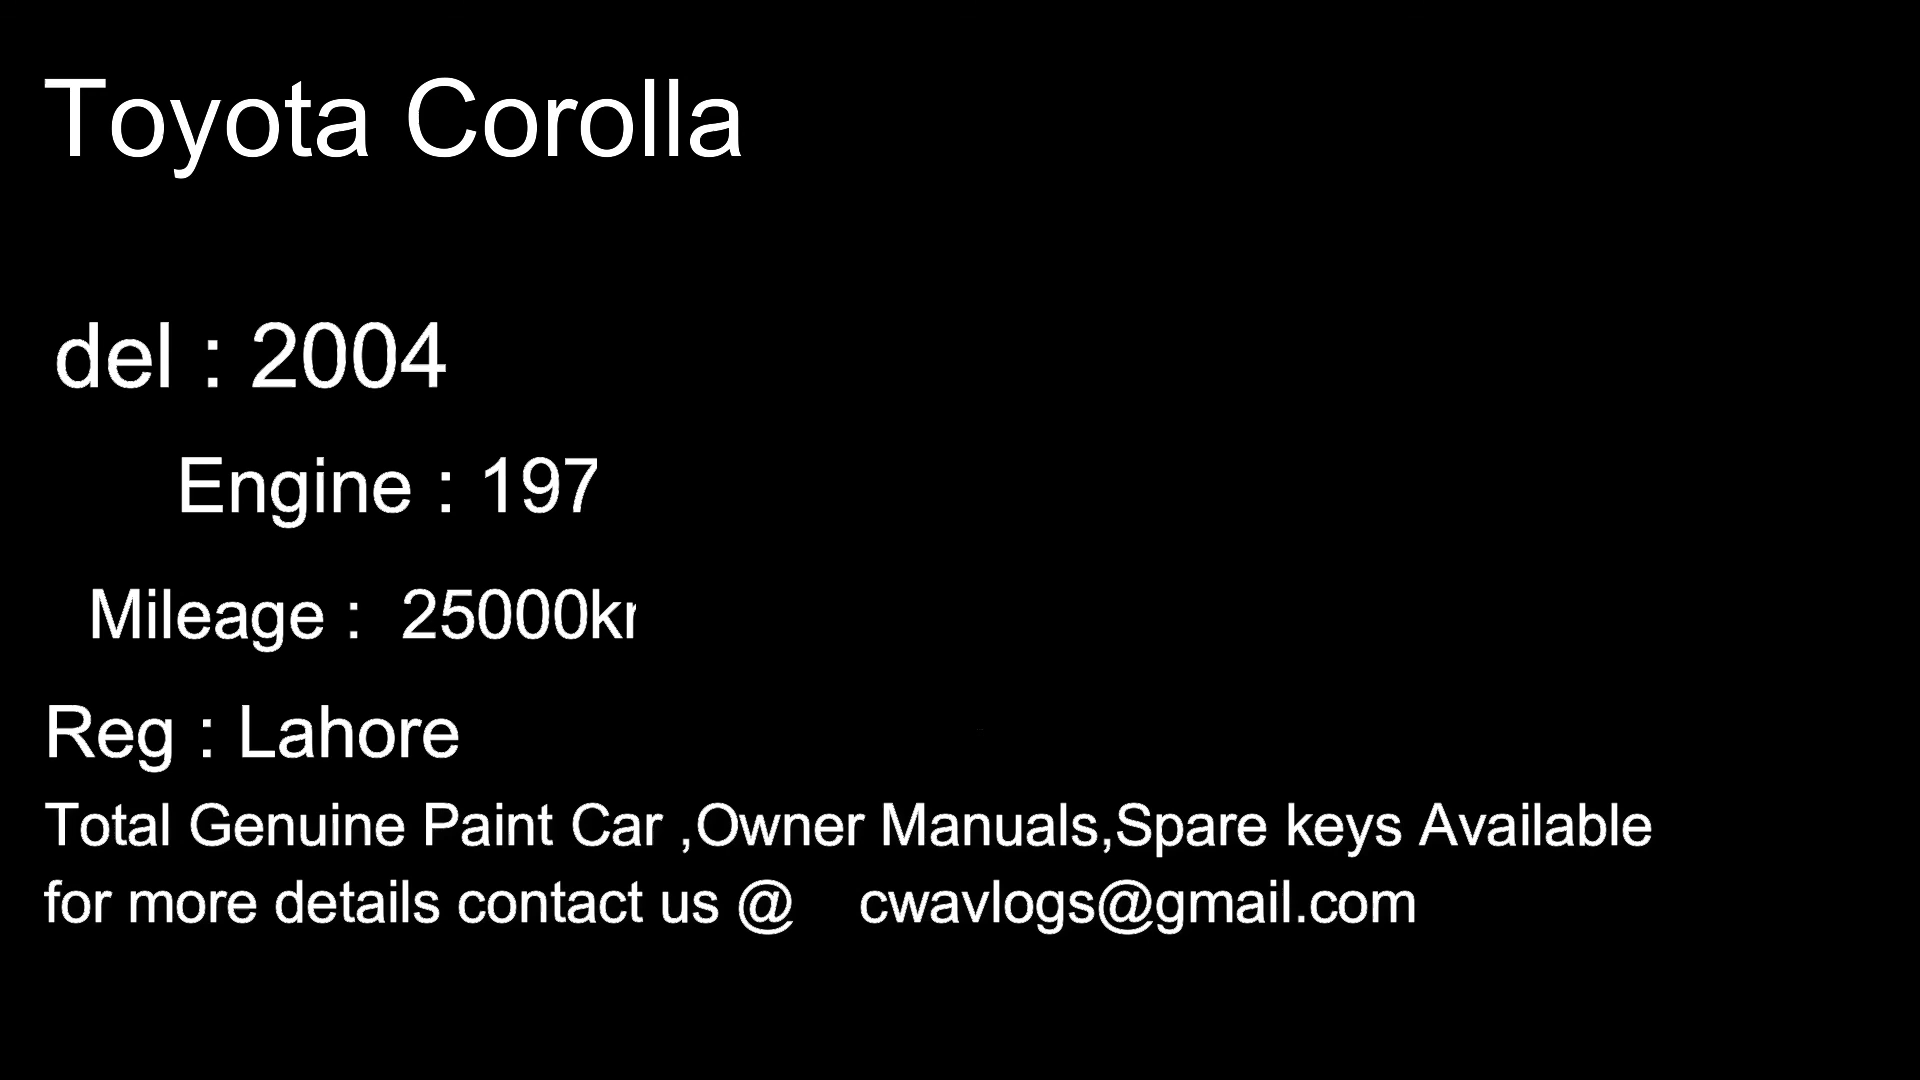 Toyota Corolla
del : 2004
Engine : 197
Mileage : 25000k
Reg : Lahore
Total Genuine Paint Car ,Owner Manuals,Spare keys Available
for more details contact us @ cwavlogs@gmail.com